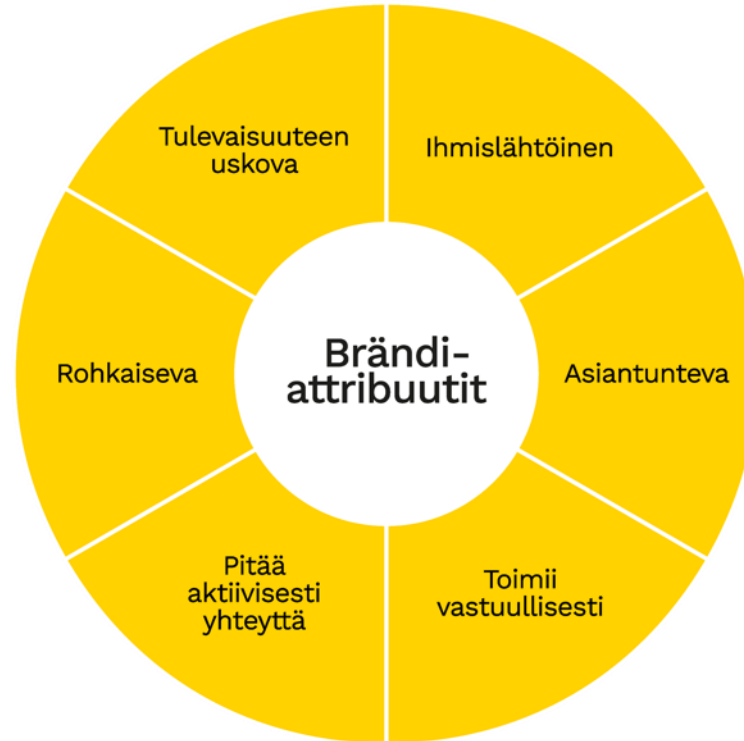 Tulevaisuuteen
uskova
Ihmislähtöinen
Rohkaiseva
Brändi-
attribuutit
Asiantunteva
Pitää
aktiivisesti
yhteyttä
Toimii
vastuullisesti